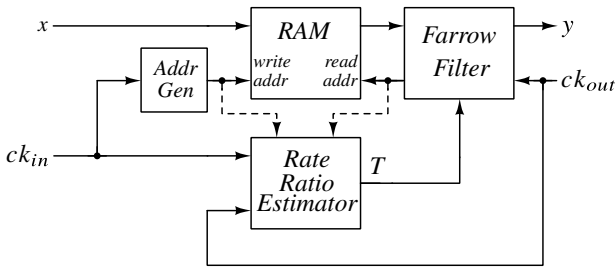 x
RAM
write addr
read addr
Farrow
Filter
y
Addr
Gen
ck_out
ck_in
Rate
Ratio
Estimator
T